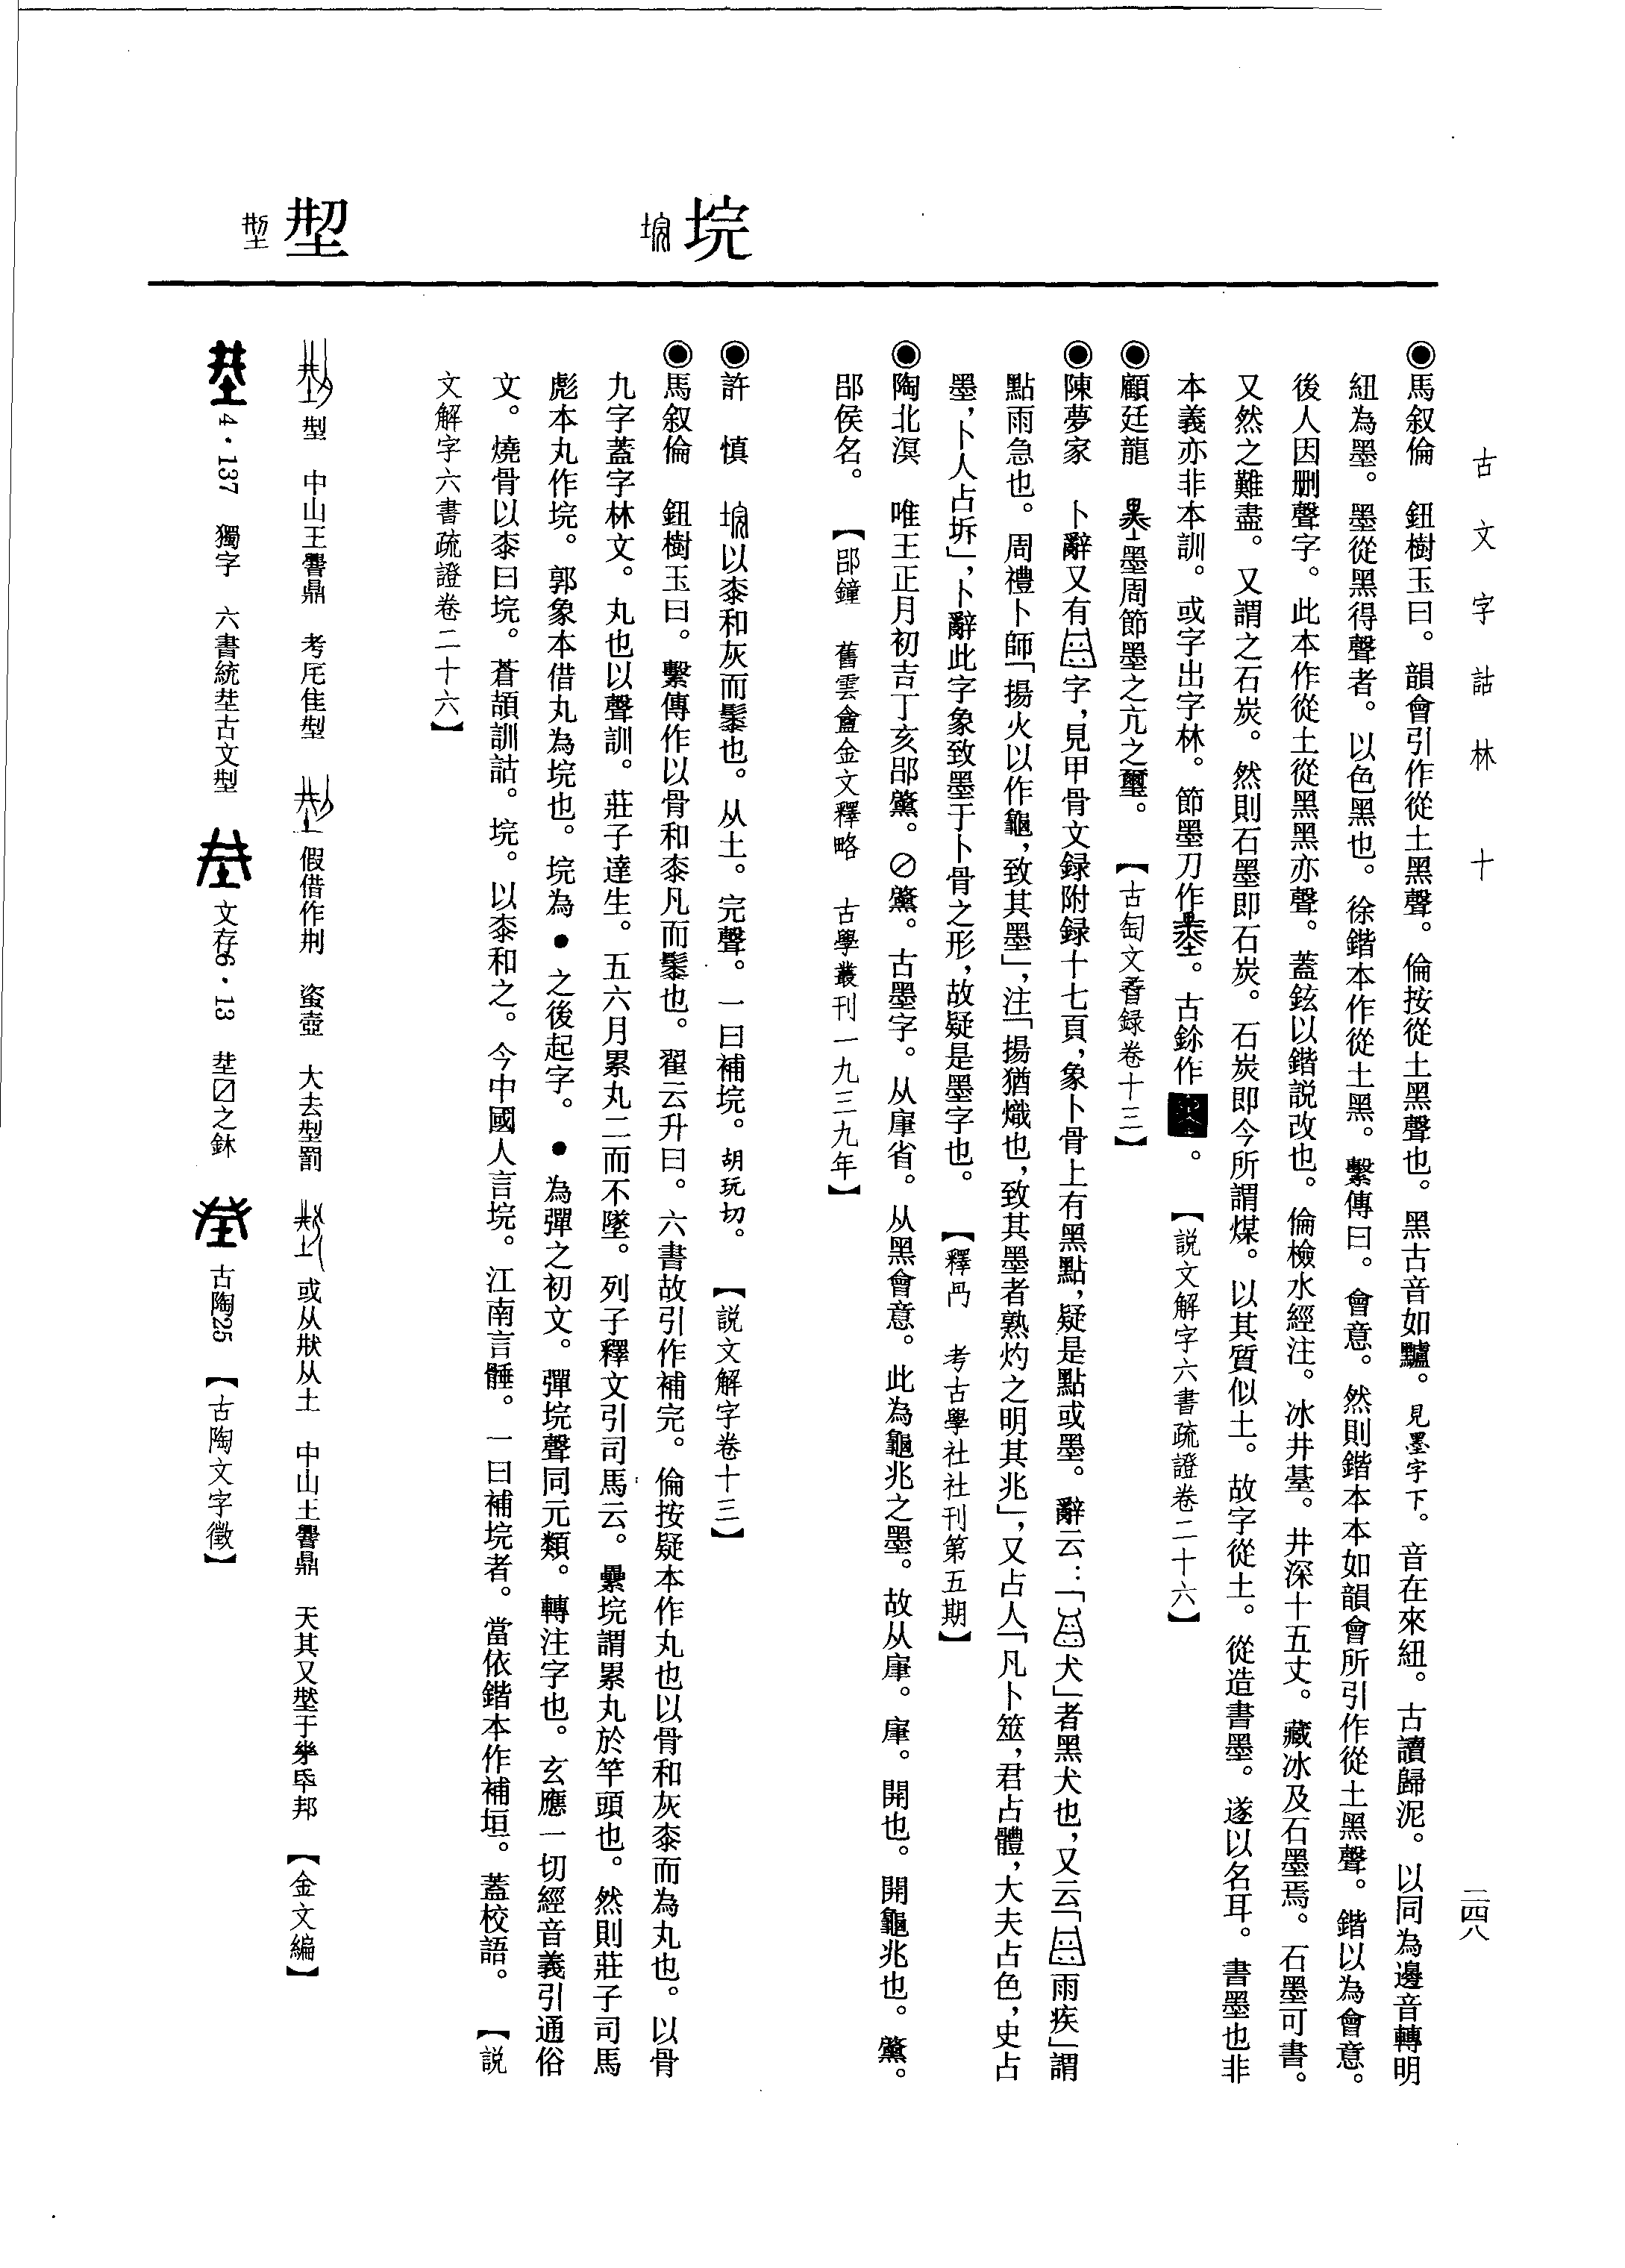 古文字詁林 十
二四八
◉馬叙倫 鈕樹玉曰。韻會引作從土黑聲。倫按從土黑聲也。黑古音如黸。見墨字下。音在來紐。古讀歸泥。以同為邊音轉明
紐為墨。墨從黑得聲者。以色黑也。徐鍇本作從土黑。繫傳曰。會意。然則鍇本本如韻會所引作從土黑聲。鍇以為會意。
後人因刪聲字。此本作從土從黑黑亦聲。蓋鉉以鍇説改也。倫檢水經注。冰井臺。井深十五丈。藏冰及石墨焉。石墨可書。
又然之難盡。又謂之石炭。然則石墨即石炭。石炭即今所謂煤。以其質似土。故字從土。從造書墨。遂以名耳。書墨也非
本義亦非本訓。或字出字林。節墨刀作。古鉨作。【説文解字六書疏證卷二十六】
◉顧廷龍 墨周節墨之亢之璽。【古匋文孴録卷十三】
◉陳夢家 卜辭又有字，見甲骨文録附録十七頁，象卜骨上有黑點，疑是點或墨。辭云：「犬」者黑犬也，又云「雨疾」謂
點雨急也。周禮卜師「揚火以作龜，致其墨」，注「揚猶熾也，致其墨者熟灼之明其兆」，又占人「凡卜筮，君占體，大夫占色，史占
墨，卜人占坼」，卜辭此字象致墨于卜骨之形，故疑是墨字也。【釋冎 考古學社社刊第五期】
◉陶北溟 唯王正月初吉丁亥郘。古墨字。从肁省。从黑會意。此為龜兆之墨。故从肁。肁。開也。開龜兆也。
郘侯名。【郘鐘 舊雲盦金文釋略 古學叢刊一九三九年】
垸
◉許 慎 以桼和灰而髹也。从土。完聲。一曰補垸。胡玩切。【説文解字卷十三】
◉馬叙倫 鈕樹玉曰。繫傳作以骨和桼凡而髹也。翟云升曰。六書故引作補完。倫按疑本作丸也以骨和灰桼而為丸也。以骨
九字蓋字林文。丸也以聲訓。莊子達生。五六月累丸二而不墜。列子釋文引司馬云。纍垸謂累丸於竿頭也。然則莊子司馬
彪本丸作垸。郭象本借丸為垸也。垸為●之後起字。●為彈之初文。彈垸聲同元類。轉注字也。玄應一切經音義引通俗
文。燒骨以桼曰垸。蒼頡訓詁。垸。以桼和之。今中國人言垸。江南言䐉。一曰補垸者。當依鍇本作補垣。蓋校語。【説
文解字六書疏證卷二十六】
型
型 中山王䜌鼎 考宅隹型 假借作刑 𧊒壺 大去型罰 或从狀从土 中山王鼎 天其又型于邦【金文編】
4・137 獨字 六書統坓古文型 文存6・13 坓之鉥 古陶25【古陶文字徵】